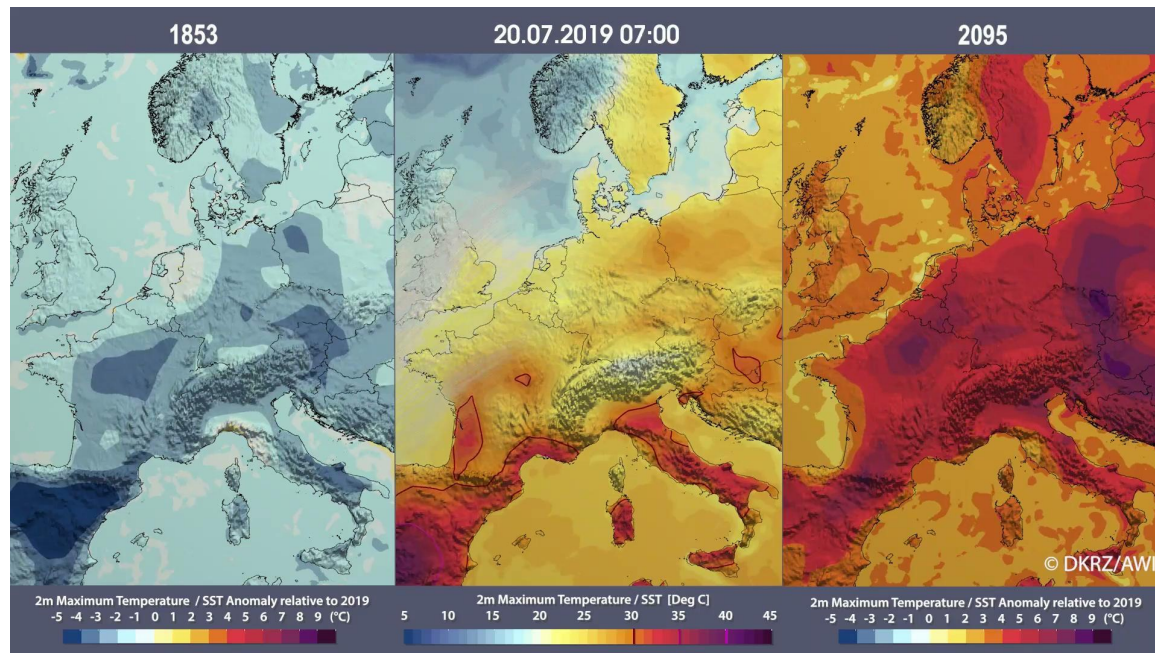 1853
20.07.2019 07:00
2095
© DKRZ/AWI
2m Maximum Temperature / SST Anomaly relative to 2019
-5 -4 -3 -2 -1 0 1 2 3 4 5 6 7 8 9 (°C)
2m Maximum Temperature / SST [Deg C]
5 10 15 20 25 30 35 40 45
2m Maximum Temperature / SST Anomaly relative to 2019
-5 -4 -3 -2 -1 0 1 2 3 4 5 6 7 8 9 (°C)